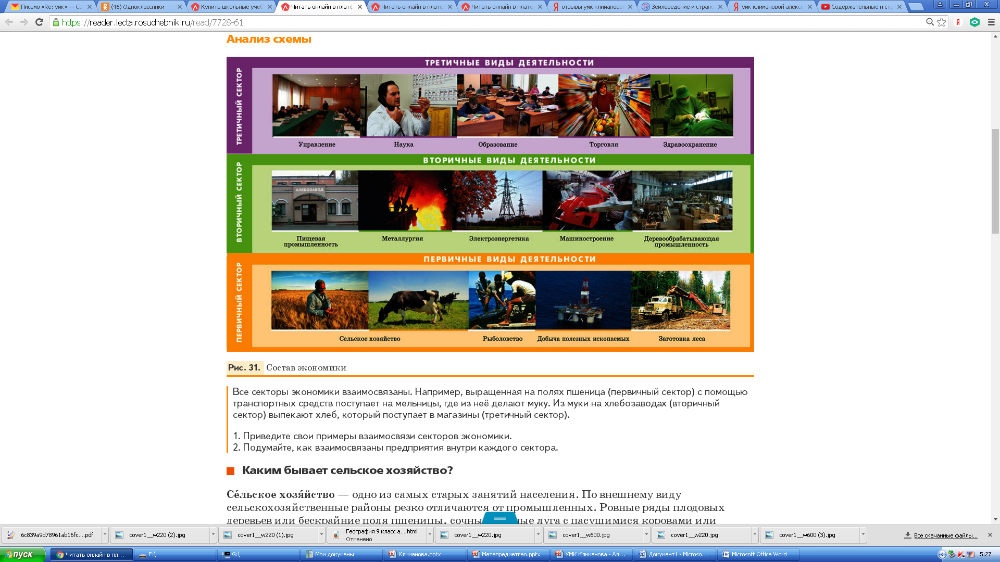 Письмо «Re: умк» — Со
(46) Одноклассники
Купить школьные учеб
Читать онлайн в платф
Читать онлайн в платф
Читать онлайн в платф
отзывы умк климаново
Землеведение и стран
умк климановой алексе
Содержательные и стр
https://reader.lecta.rosuchebnik.ru/read/7728-61
Анализ схемы
ТРЕТИЧНЫЕ ВИДЫ ДЕЯТЕЛЬНОСТИ
ТРЕТИЧНЫЙ СЕКТОР
Управление
Наука
Образование
Торговля
Здравоохранение
ВТОРИЧНЫЕ ВИДЫ ДЕЯТЕЛЬНОСТИ
ВТОРИЧНЫЙ СЕКТОР
ХЛЕБОЗАВОД
Пищевая
промышленность
Металлургия
Электроэнергетика
Машиностроение
Деревообрабатывающая
промышленность
ПЕРВИЧНЫЕ ВИДЫ ДЕЯТЕЛЬНОСТИ
ПЕРВИЧНЫЙ СЕКТОР
Сельское хозяйство
Рыболовство
Добыча полезных ископаемых
Заготовка леса
Рис. 31. Состав экономики
Все секторы экономики взаимосвязаны. Например, выращенная на полях пшеница (первичный сектор) с помощью
транспортных средств поступает на мельницы, где из неё делают муку. Из муки на хлебозаводах (вторичный
сектор) выпекают хлеб, который поступает в магазины (третичный сектор).
1. Приведите свои примеры взаимосвязи секторов экономики.
2. Подумайте, как взаимосвязаны предприятия внутри каждого сектора.
Каким бывает сельское хозяйство?
Се́льское хозя́йство — одно из самых старых занятий населения. По внешнему виду
сельскохозяйственные районы резко отличаются от промышленных. Ровные ряды плодовых
деревьев или бескрайние поля пшеницы, сочны ные луга с пасущимися коровами или
6c839a9d78961ab16fc....pdf
cover1__w220 (2).jpg
cover1__w220 (1).jpg
География 9 класс а....html
Отменено
cover1__w220.jpg
cover1__w600.jpg
cover1__w220.jpg
cover1__w600 (3).jpg
Все скачанные файлы...
пуск
Читать онлайн в пл...
F:\
G:\
Мои докумены
Климанова.pptx
Метапредметгео.pptx
УМК Климанова - Ал...
Документ1 - Microso...
Microsoft Office Word
5:27